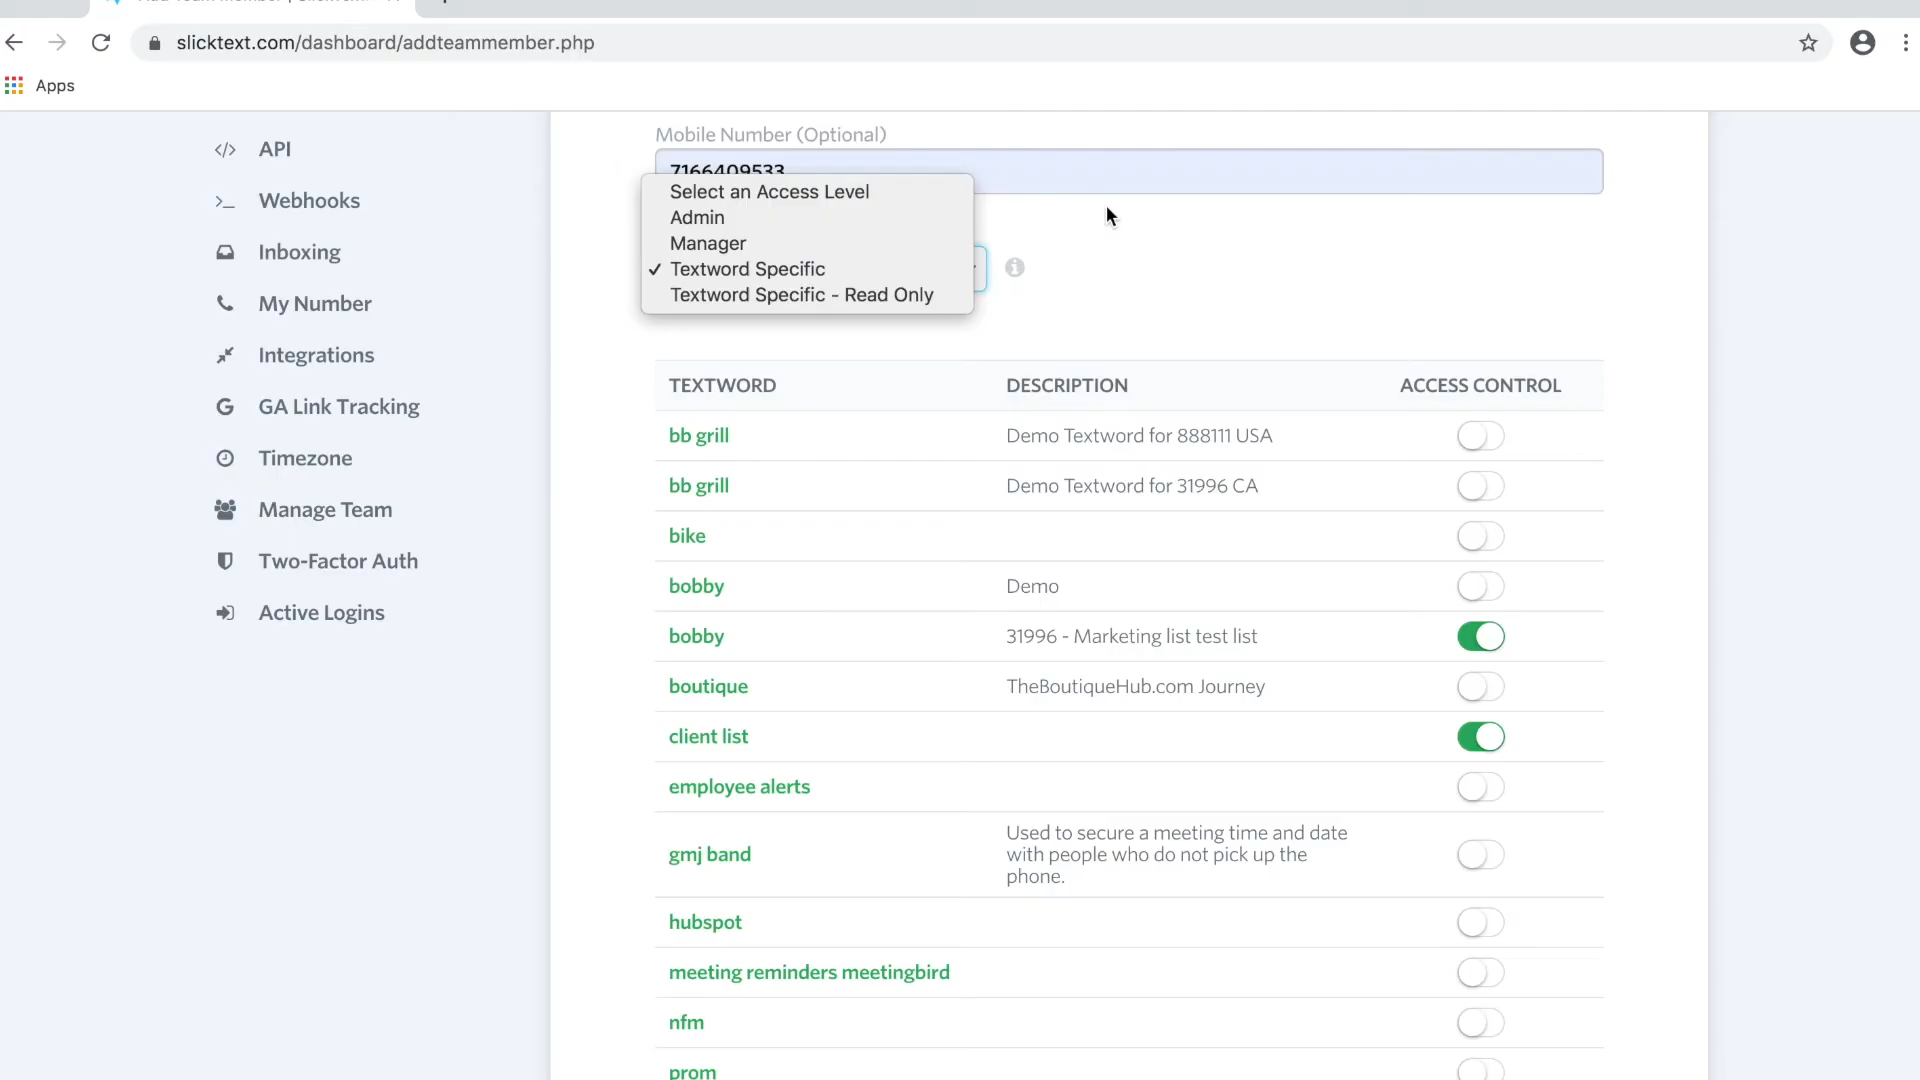 slicktext.com/dashboard/addteammember.php
Apps
API
Webhooks
Inboxing
My Number
Integrations
GA Link Tracking
Timezone
Manage Team
Two-Factor Auth
Active Logins
Mobile Number (Optional)
7166409533
Select an Access Level
Admin
Manager
✓ Textword Specific
Textword Specific - Read Only
TEXTWORD DESCRIPTION ACCESS CONTROL
bb grill Demo Textword for 888111 USA
bb grill Demo Textword for 31996 CA
bike
bobby Demo
bobby 31996 - Marketing list test list
boutique TheBoutiqueHub.com Journey
client list
employee alerts
gmj band Used to secure a meeting time and date
with people who do not pick up the
phone.
hubspot
meeting reminders meetingbird
nfm
prom